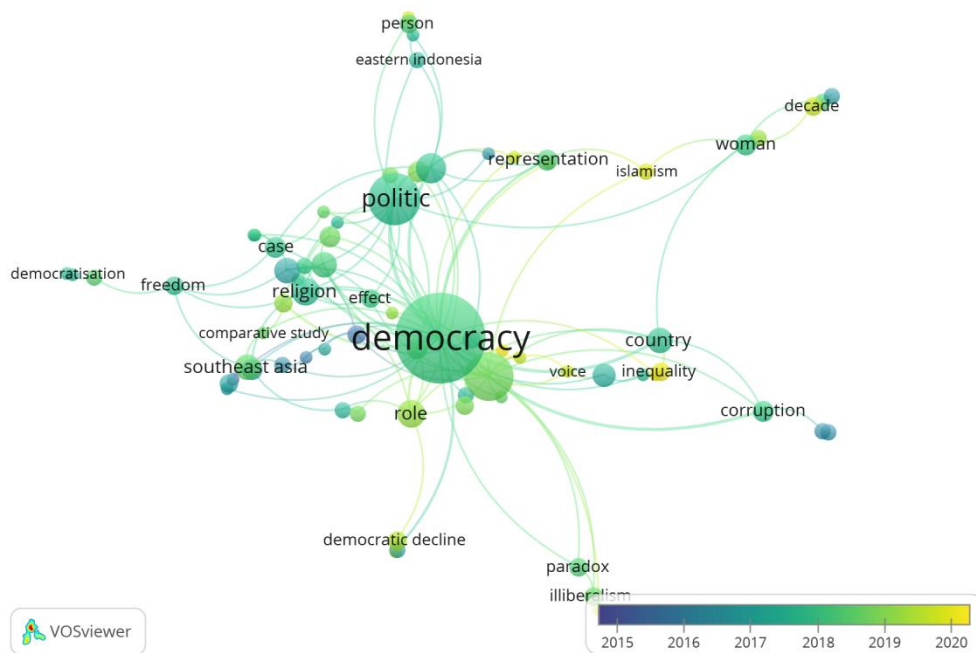 person
eastern indonesia
decade
woman
representation
islamism
politic
case
democratisation
freedom
religion
effect
comparative study
democracy
country
southeast asia
voice
inequality
role
corruption
democratic decline
paradox
illiberalism
VOSviewer
2015 2016 2017 2018 2019 2020